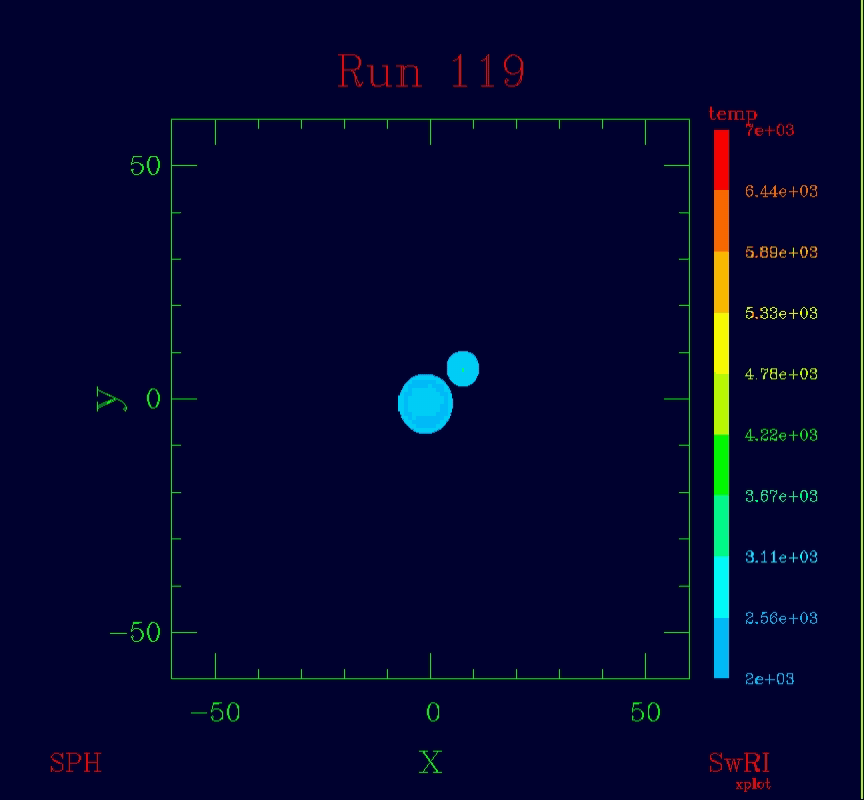 Run 119
temp
7e+03
6.44e+03
5.89e+03
5.33e+03
4.78e+03
4.22e+03
3.67e+03
3.11e+03
2.56e+03
2e+03
50
0
−50
y
−50 0 50
X
SPH
SwRI
xplot